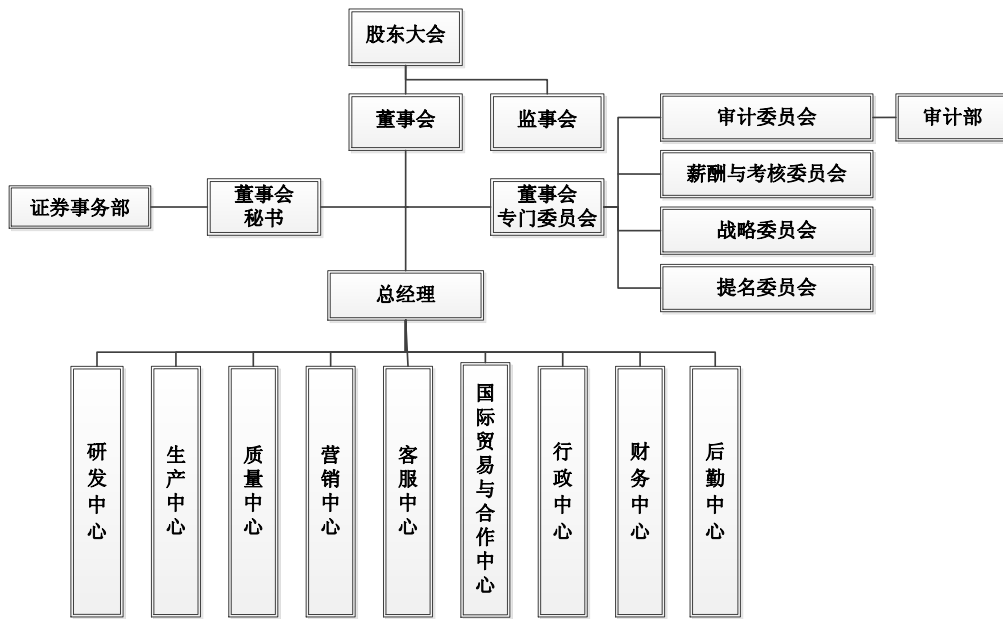 股东大会
董事会
监事会
审计委员会
审计部
薪酬与考核委员会
证券事务部
董事会
秘书
董事会
专门委员会
战略委员会
提名委员会
总经理
研发中心
生产中心
质量中心
营销中心
客服中心
国际贸易与合作中心
行政中心
财务中心
后勤中心